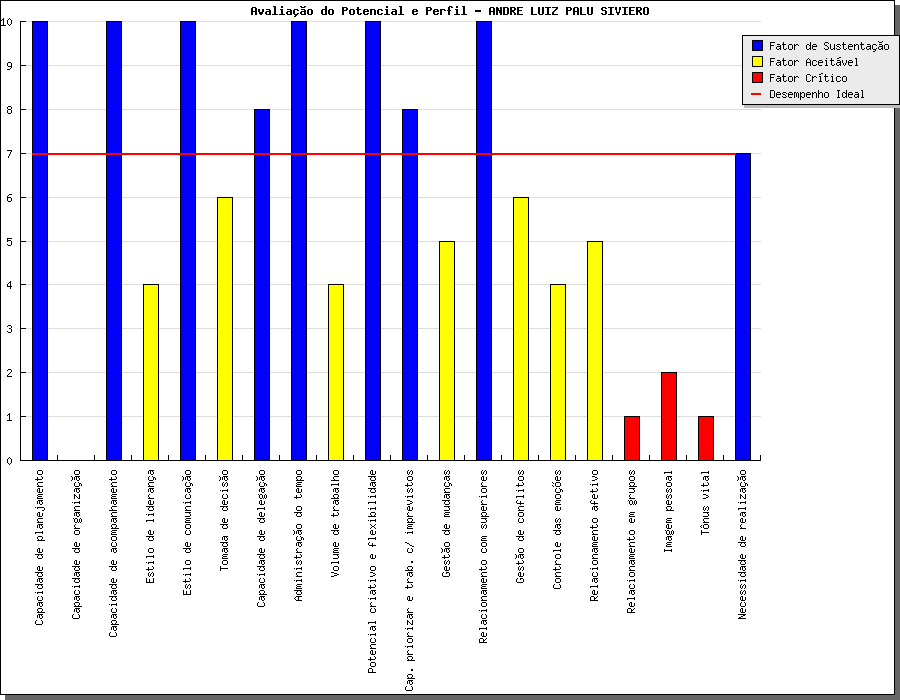 Avaliação do Potencial e Perfil - ANDRE LUIZ PALU SIVIERO
Fator de Sustentação
Fator Aceitável
Fator Crítico
Desempenho Ideal
10
9
8
7
6
5
4
3
2
1
0
Capacidade de planejamento
Capacidade de organização
Capacidade de acompanhamento
Estilo de liderança
Estilo de comunicação
Tomada de decisão
Capacidade de delegação
Administração do tempo
Volume de trabalho
Potencial criativo e flexibilidade
Cap. priorizar e trab. c/ imprevistos
Gestão de mudanças
Relacionamento com superiores
Gestão de conflitos
Controle das emoções
Relacionamento afetivo
Relacionamento em grupos
Imagem pessoal
Tônus vital
Necessidade de realização